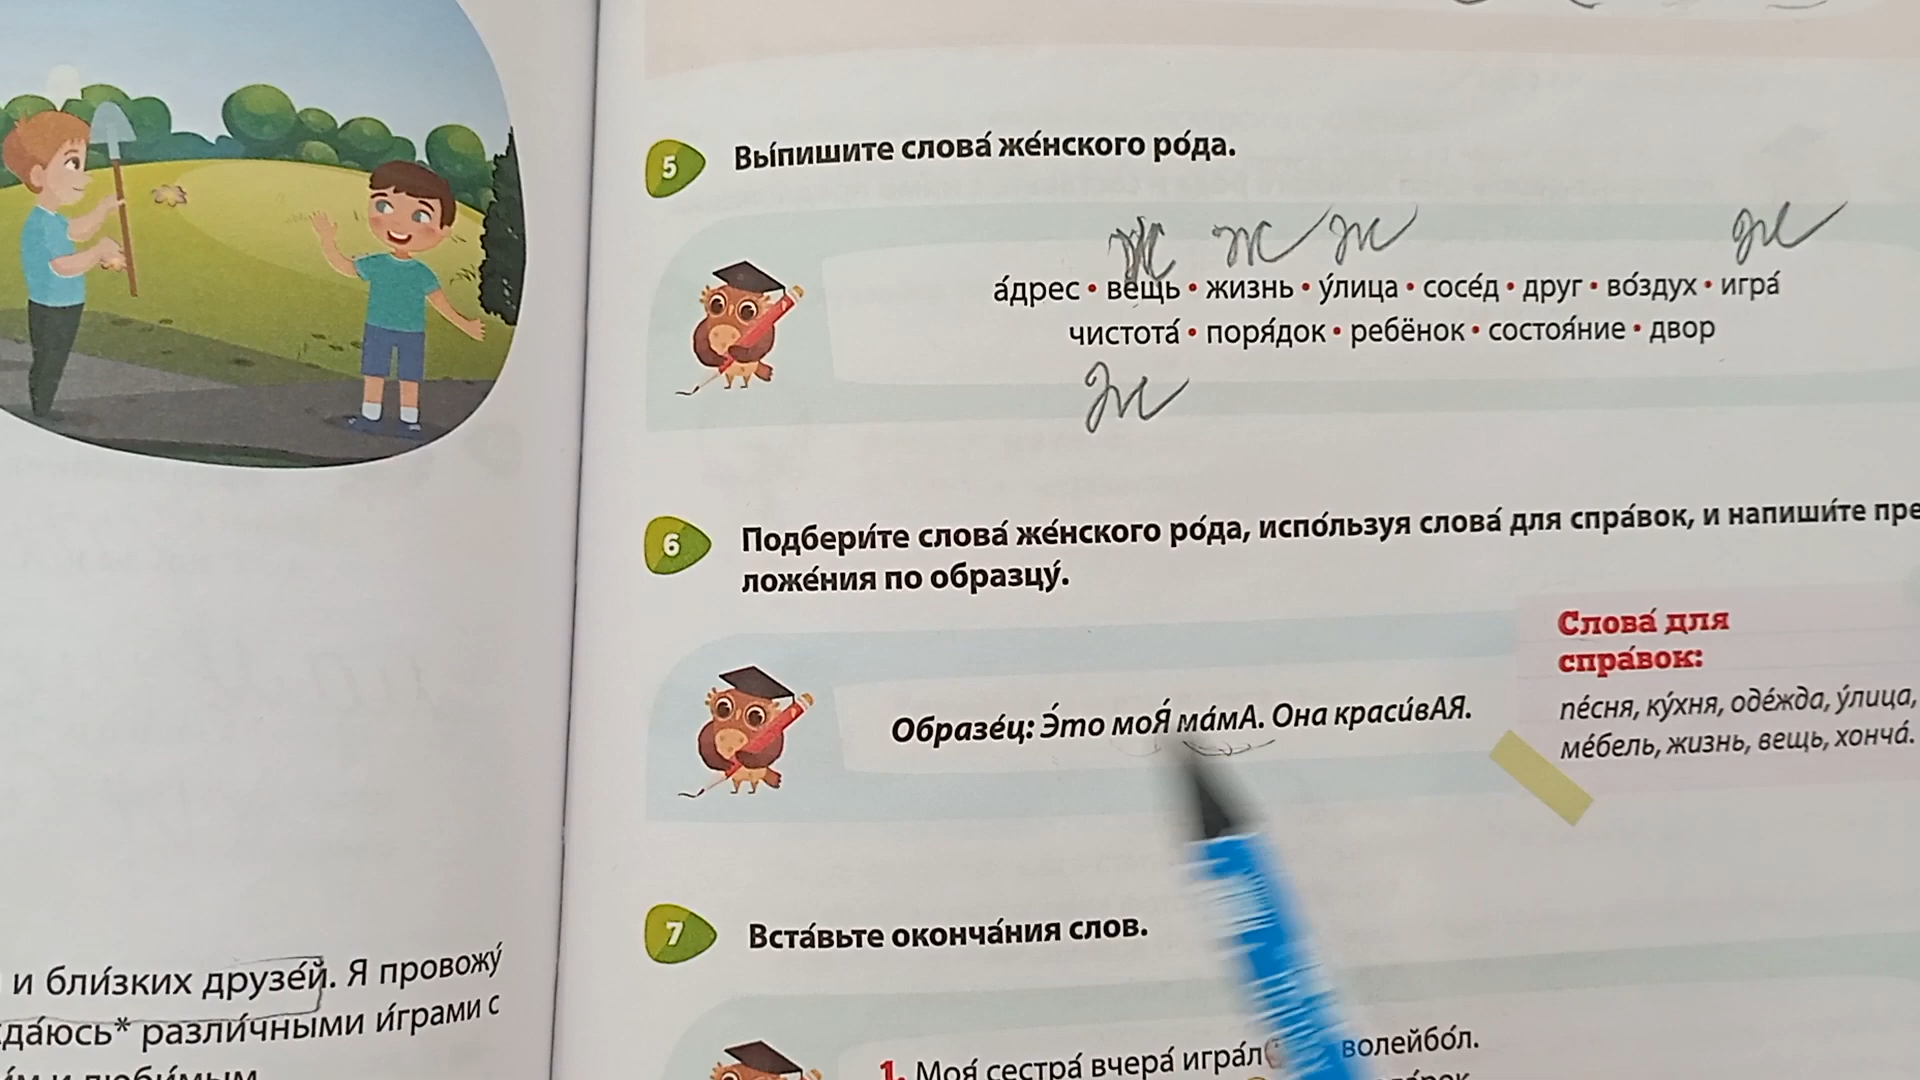 5 Вы́пишите слова́ же́нского ро́да.
ж ж ж ж
а́дрес • вещь • жизнь • у́лица • сосе́д • друг • во́здух • игра́
чистота́ • поря́док • ребёнок • состоя́ние • двор
ж
6 Подбери́те слова́ же́нского ро́да, испо́льзуя слова́ для спра́вок, и напиши́те пре
ложе́ния по образцу́.
Слова́ для
спра́вок:
пе́сня, ку́хня, оде́жда, у́лица,
ме́бель, жизнь, вещь, хонча́.
Образе́ц: Э́то моЯ́ ма́мА. Она краси́вАЯ.
7 Вста́вьте оконча́ния слов.
1. Моя́ сестра́ вчера́ игра́л волейбо́л.
и бли́зких друзе́й. Я провожу́
да́юсь* разли́чными и́грами с